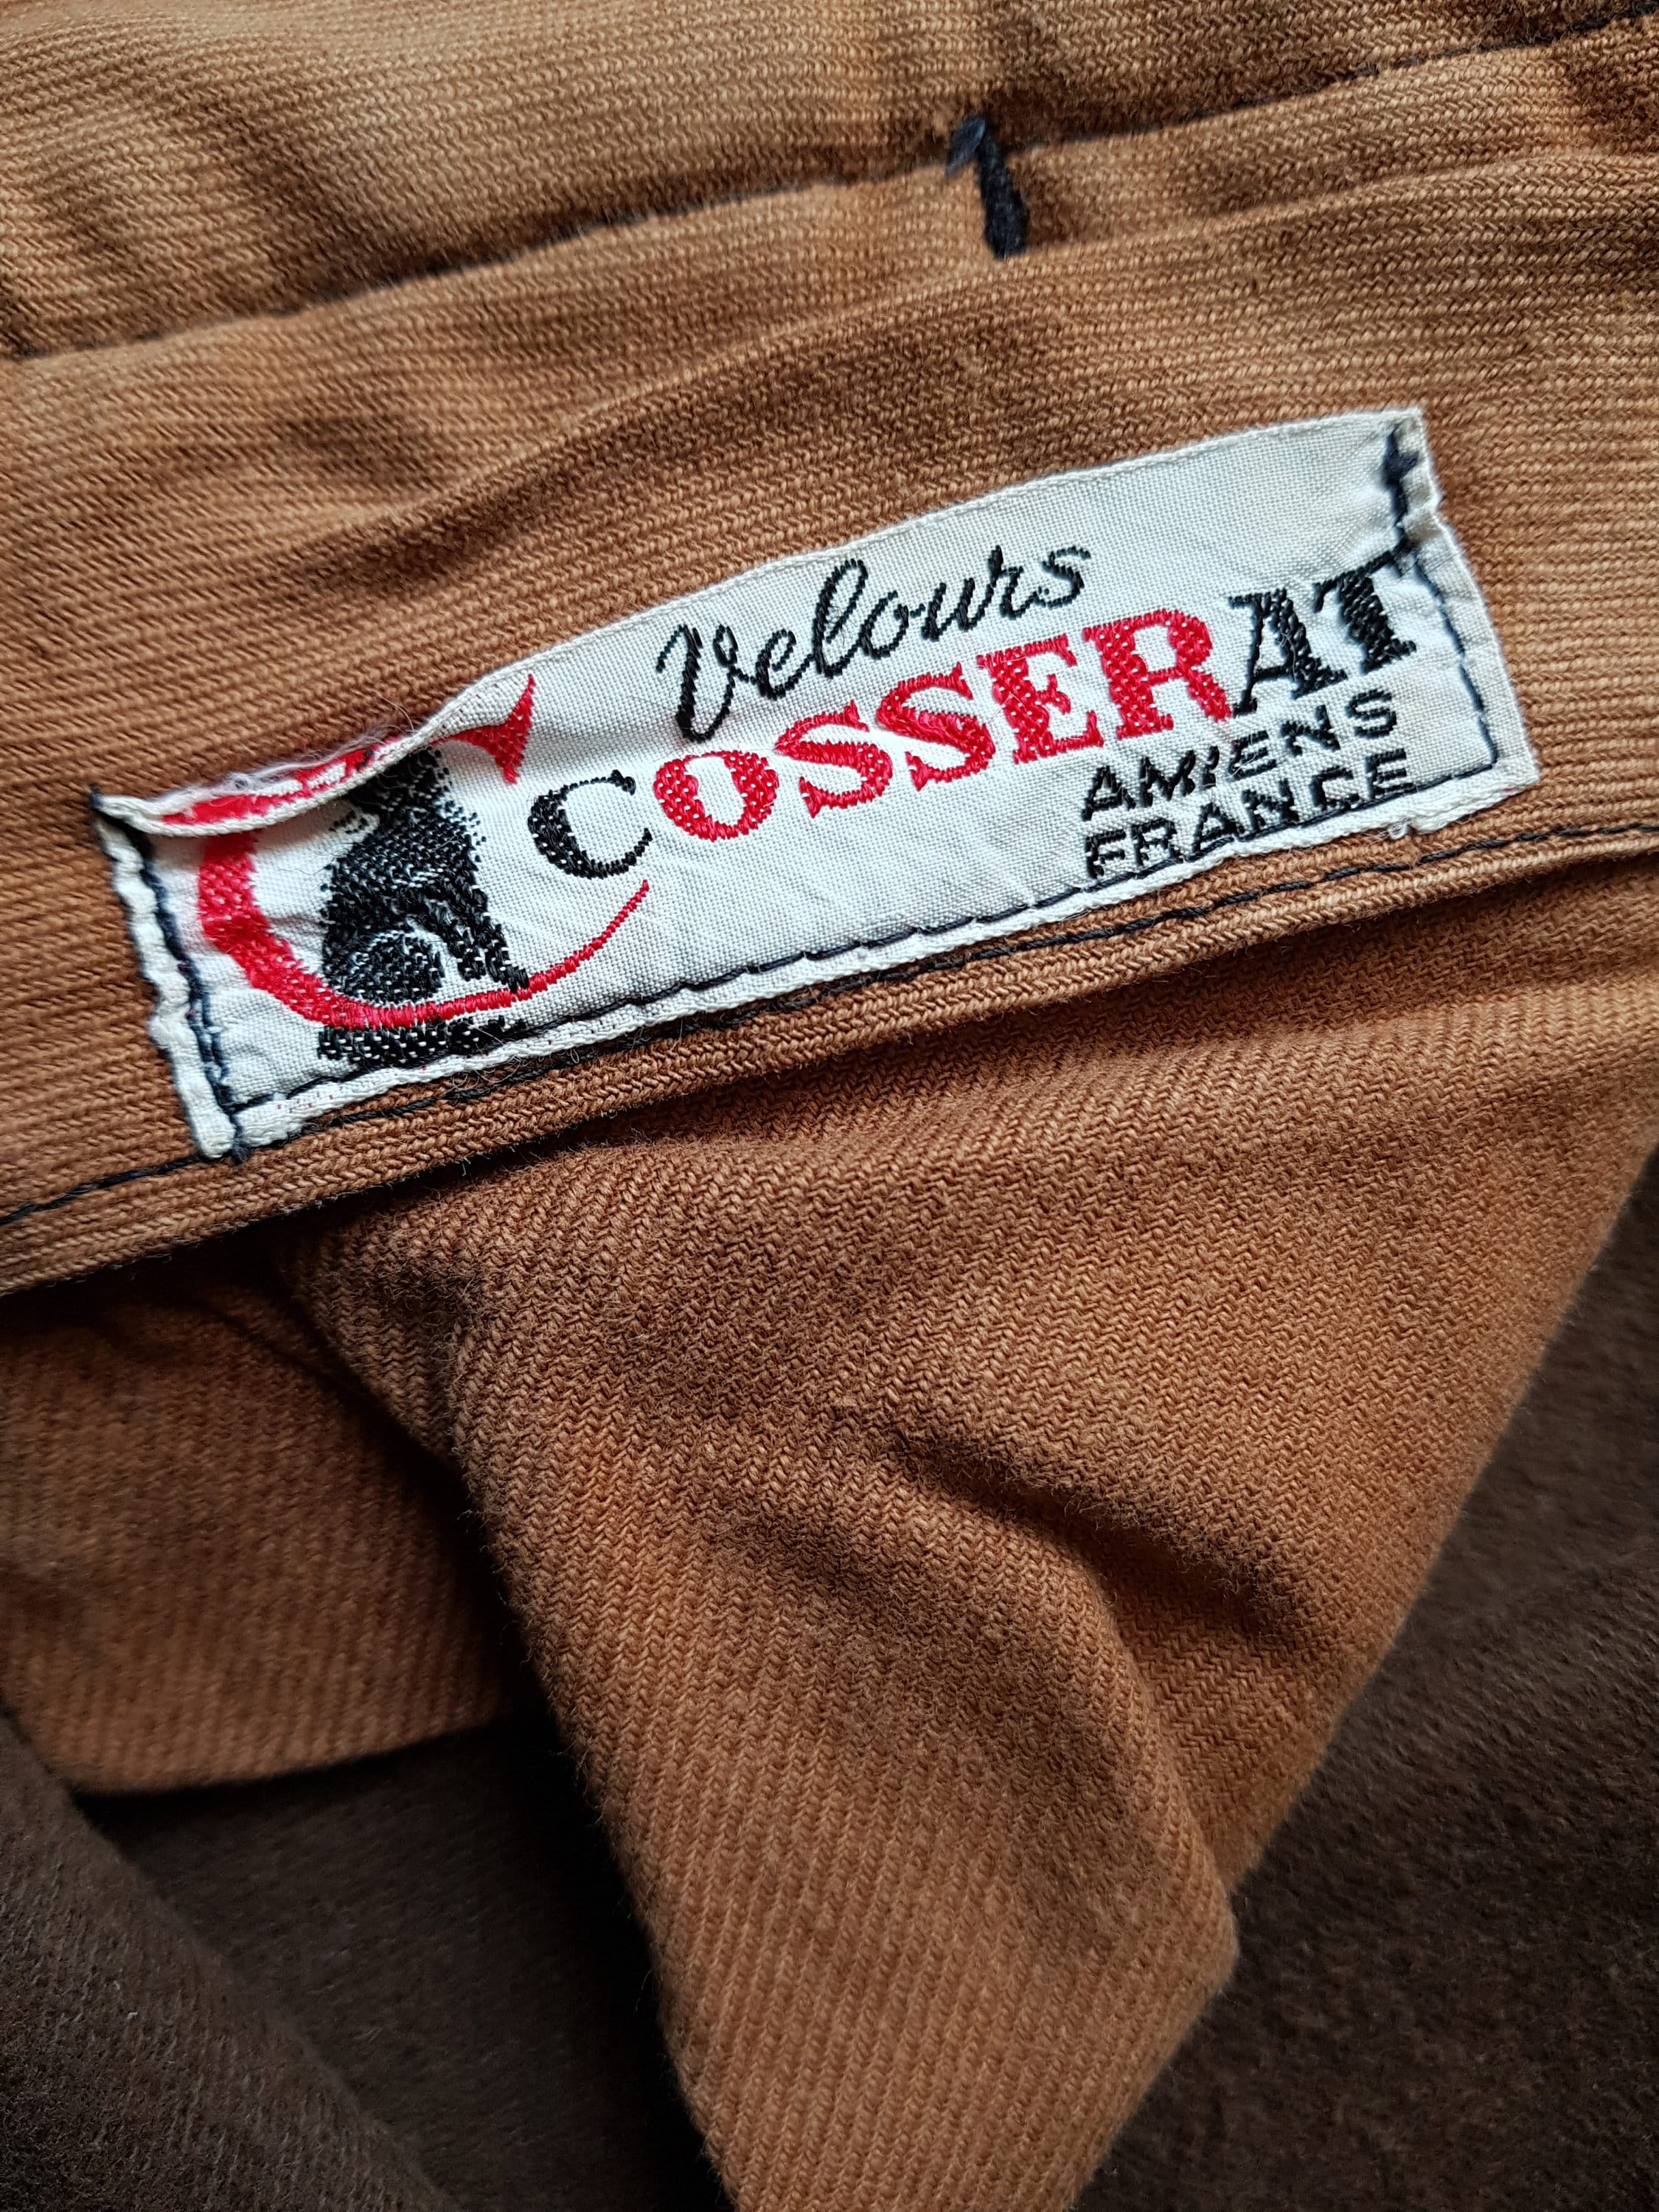 Velours
COSSERAT
AMIENS
FRANCE